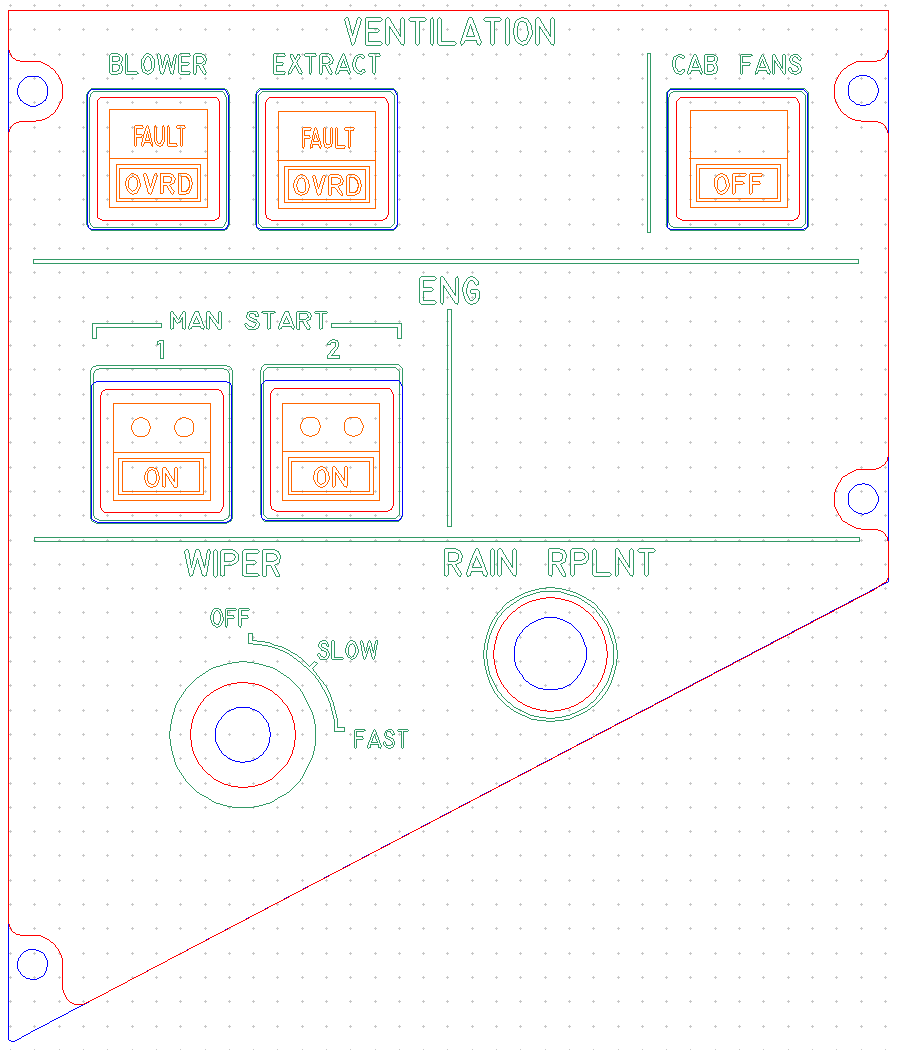 VENTILATION
BLOWER EXTRACT CAB FANS
FAULT FAULT
OVRD OVRD OFF
ENG
MAN START
1 2
ON ON
WIPER RAIN RPLNT
OFF
SLOW
FAST